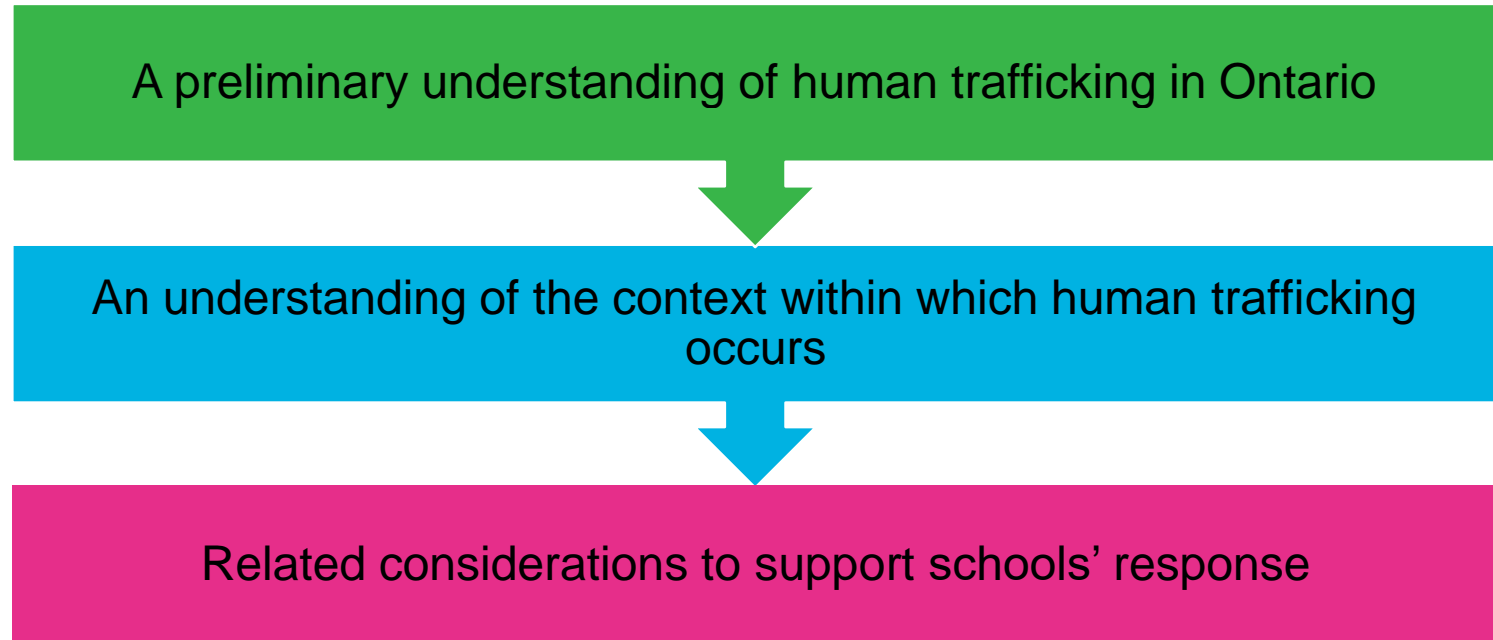 A preliminary understanding of human trafficking in Ontario
An understanding of the context within which human trafficking
occurs
Related considerations to support schools’ response